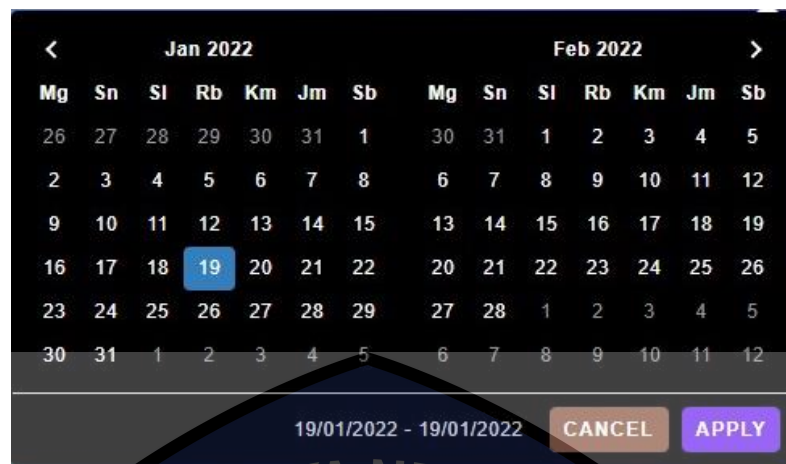 Jan 2022 Feb 2022
Mg Sn Sl Rb Km Jm Sb Mg Sn Sl Rb Km Jm Sb
26 27 28 29 30 31 1 30 31 1 2 3 4 5
2 3 4 5 6 7 8 6 7 8 9 10 11 12
9 10 11 12 13 14 15 13 14 15 16 17 18 19
16 17 18 19 20 21 22 20 21 22 23 24 25 26
23 24 25 26 27 28 29 27 28 1 2 3 4 5
30 31 1 2 3 4 5 6 7 8 9 10 11 12
19/01/2022 - 19/01/2022 CANCEL APPLY